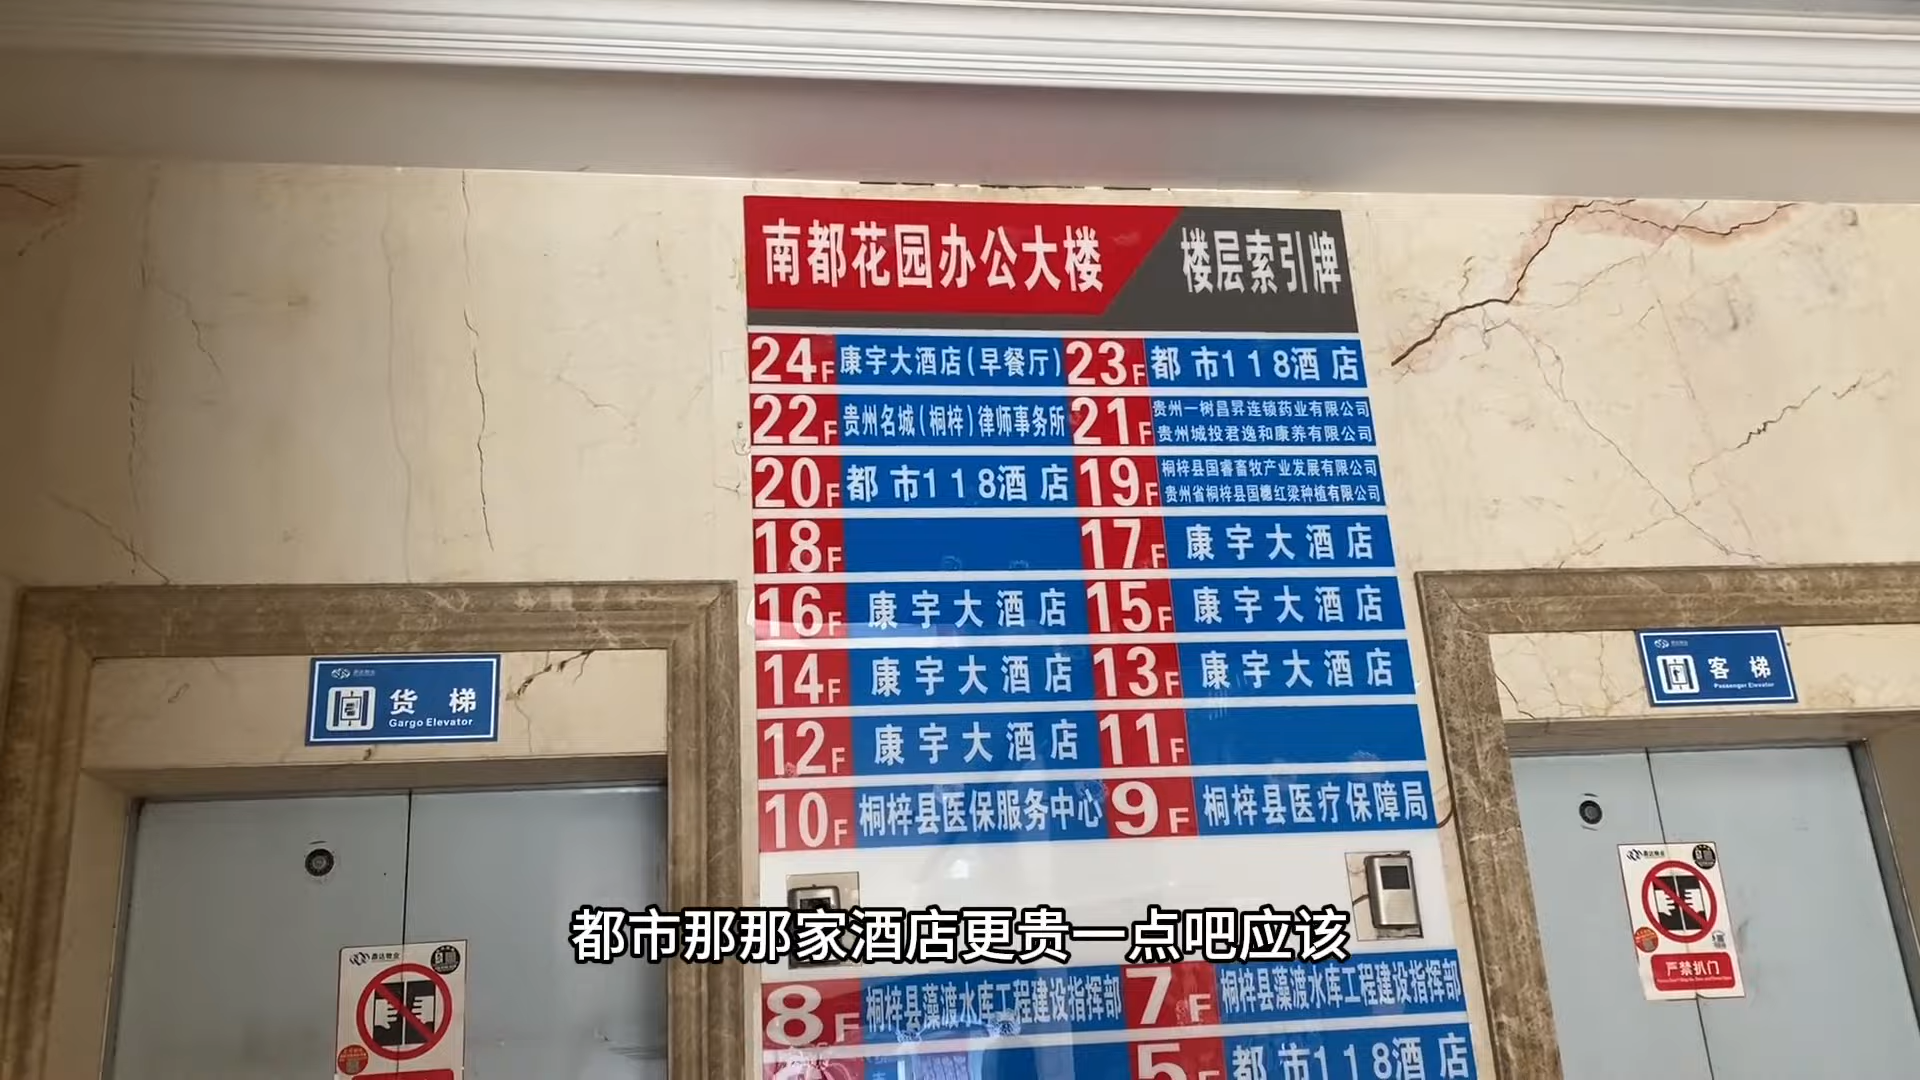 南都花园办公大楼 楼层索引牌
24F 康宇大酒店(早餐厅) 23F 都市118酒店
22F 贵州名城(桐梓)律师事务所 21F 贵州一树昌昇连锁药业有限公司
贵州城投君逸和康养有限公司
20F 都市118酒店 19F 桐梓县国睿畜牧产业发展有限公司
贵州省桐梓县国穗红梁种植有限公司
18F 17F 康宇大酒店
16F 康宇大酒店 15F 康宇大酒店
14F 康宇大酒店 13F 康宇大酒店
12F 康宇大酒店 11F
10F 桐梓县医保服务中心 9F 桐梓县医疗保障局
8F 桐梓县藻渡水库工程建设指挥部 7F 桐梓县藻渡水库工程建设指挥部
5F 都市118酒店
货梯
Gargo Elevator
客梯
Passenger Elevator
严禁扒门
都市那那家酒店更贵一点吧应该